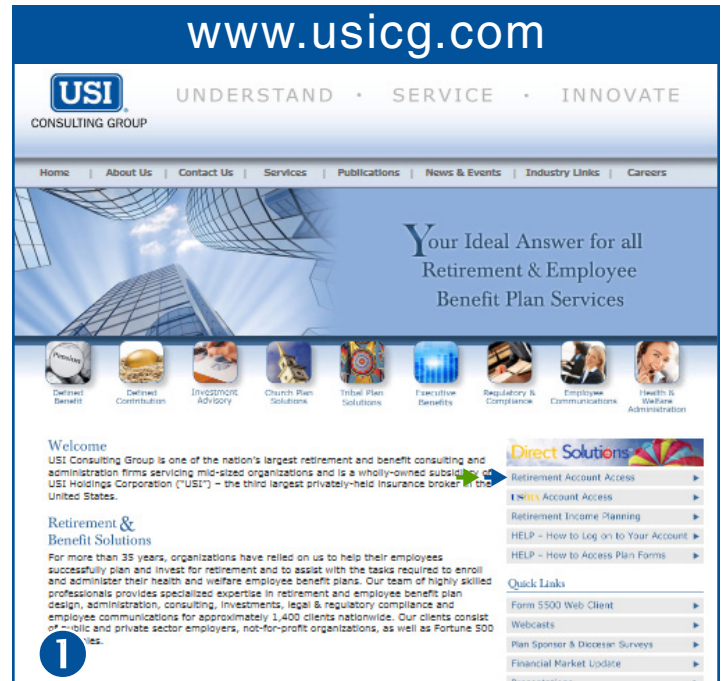 www.usicg.com
USI
CONSULTING GROUP
UNDERSTAND · SERVICE · INNOVATE
Home | About Us | Contact Us | Services | Publications | News & Events | Industry Links | Careers
Your Ideal Answer for all
Retirement & Employee
Benefit Plan Services
Pension
Defined
Benefit
Defined
Contribution
Investment
Advisory
Church Plan
Solutions
Tribal Plan
Solutions
Executive
Benefits
Regulatory &
Compliance
Employee
Communications
Health &
Welfare
Administration
Welcome
USI Consulting Group is one of the nation's largest retirement and benefit consulting and
administration firms servicing mid-sized organizations and is a wholly-owned subsidiary of
USI Holdings Corporation ("USI") – the third largest privately-held insurance broker in the
United States.
Retirement &
Benefit Solutions
For more than 35 years, organizations have relied on us to help their employees
successfully plan and invest for retirement and to assist with the tasks required to enroll
and administer their health and welfare employee benefit plans. Our team of highly skilled
professionals provides specialized expertise in retirement and employee benefit plan
design, administration, consulting, investments, legal & regulatory compliance and
employee communications for approximately 1,400 clients nationwide. Our clients consist
of public and private sector employers, not-for-profit organizations, as well as Fortune 500
1
Direct Solutions
Retirement Account Access
Account Access
Retirement Income Planning
HELP – How to Log on to Your Account
HELP – How to Access Plan Forms
Quick Links
Form 5500 Web Client
Webcasts
Plan Sponsor & Diocesan Surveys
Financial Market Update